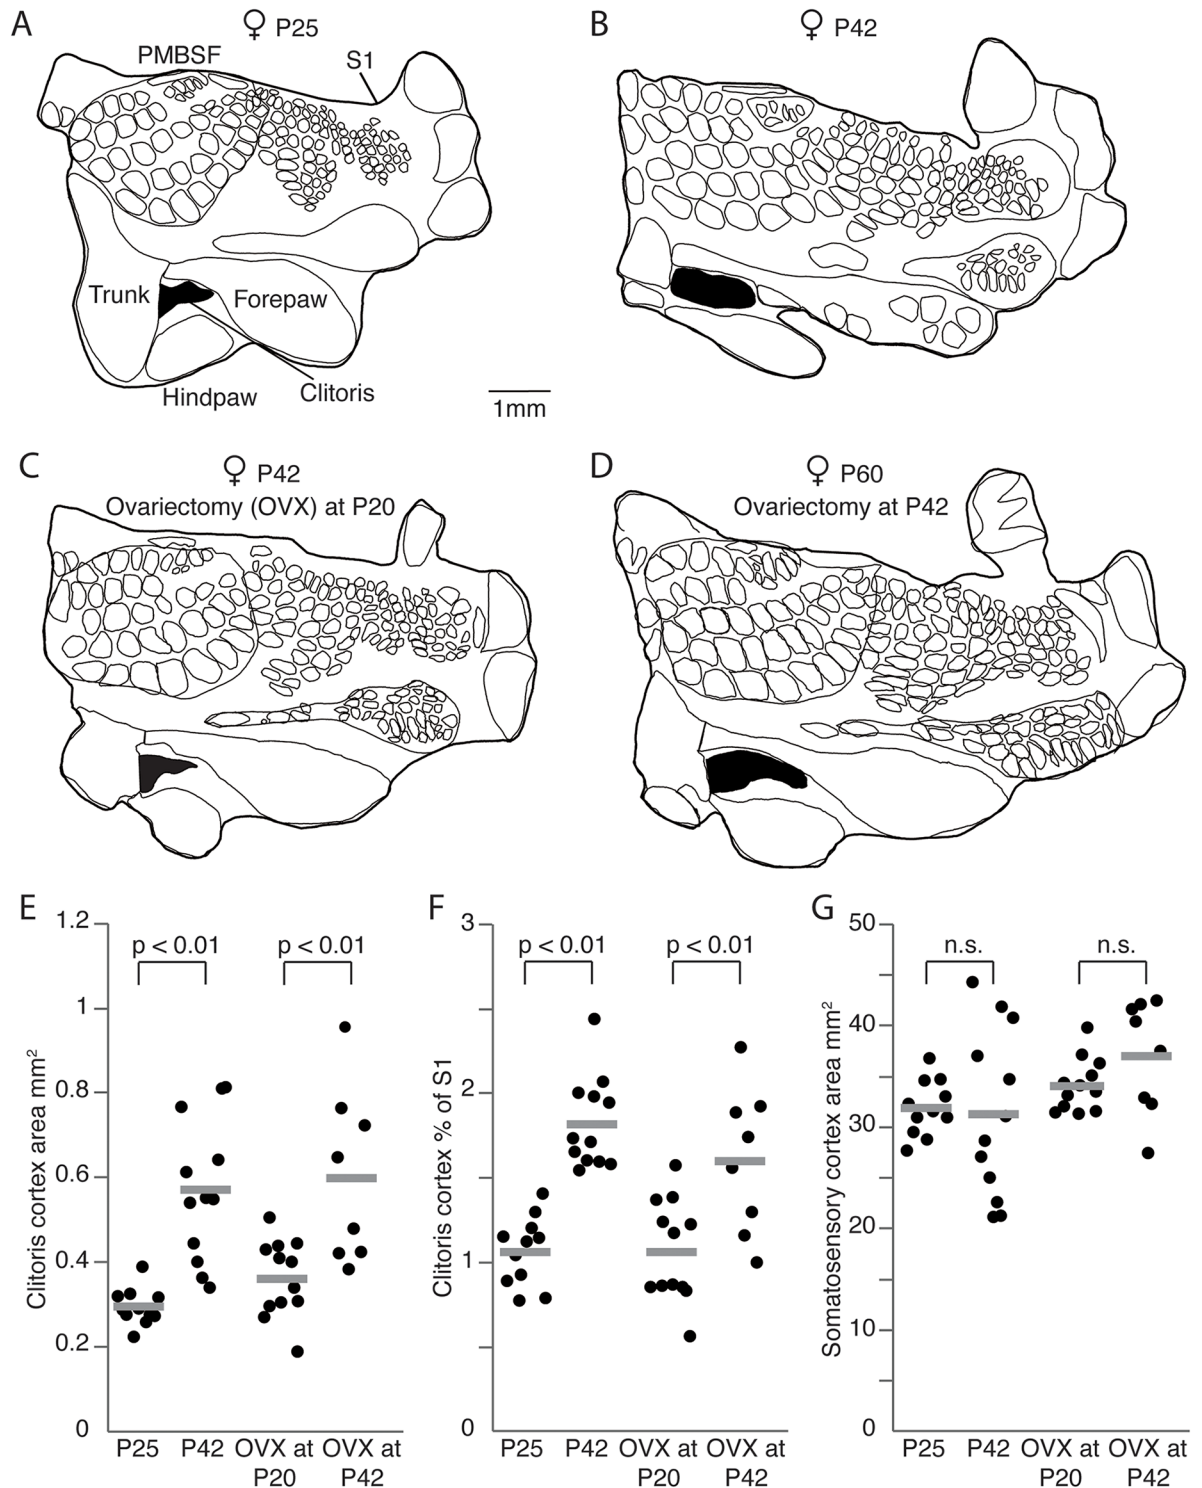 A
♀ P25
PMBSF
S1
Trunk
Forepaw
Hindpaw
Clitoris
1mm
B
♀ P42
C
♀ P42
Ovariectomy (OVX) at P20
D
♀ P60
Ovariectomy at P42
E
Clitoris cortex area mm²
1.2
1
0.8
0.6
0.4
0.2
0
p < 0.01
p < 0.01
P25
P42
OVX at
P20
OVX at
P42
F
Clitoris cortex % of S1
3
2
1
0
p < 0.01
p < 0.01
P25
P42
OVX at
P20
OVX at
P42
G
Somatosensory cortex area mm²
50
40
30
20
10
0
n.s.
n.s.
P25
P42
OVX at
P20
OVX at
P42